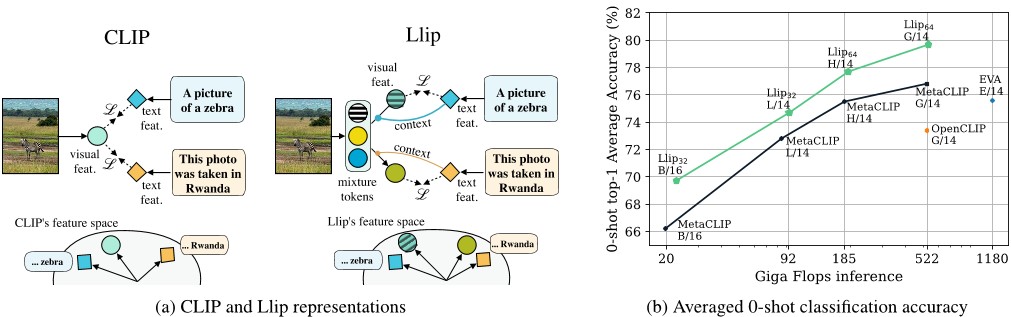 CLIP
A picture
of a zebra
ℒ
text
feat.
visual
feat.
ℒ
This photo
was taken in
Rwanda
text
feat.
CLIP's feature space
... zebra
... Rwanda
Llip
visual
feat.
ℒ
A picture
of a zebra
text
feat.
context
context
mixture
tokens
ℒ
This photo
was taken in
Rwanda
text
feat.
Llip's feature space
... zebra
... Rwanda
(a) CLIP and Llip representations
0-shot top-1 Average Accuracy (%)
82
80
78
76
74
72
70
68
66
Llip64
G/14
Llip64
H/14
Llip32
L/14
Llip32
B/16
MetaCLIP
G/14
MetaCLIP
H/14
MetaCLIP
L/14
MetaCLIP
B/16
EVA
E/14
OpenCLIP
G/14
20 92 185 522 1180
Giga Flops inference
(b) Averaged 0-shot classification accuracy